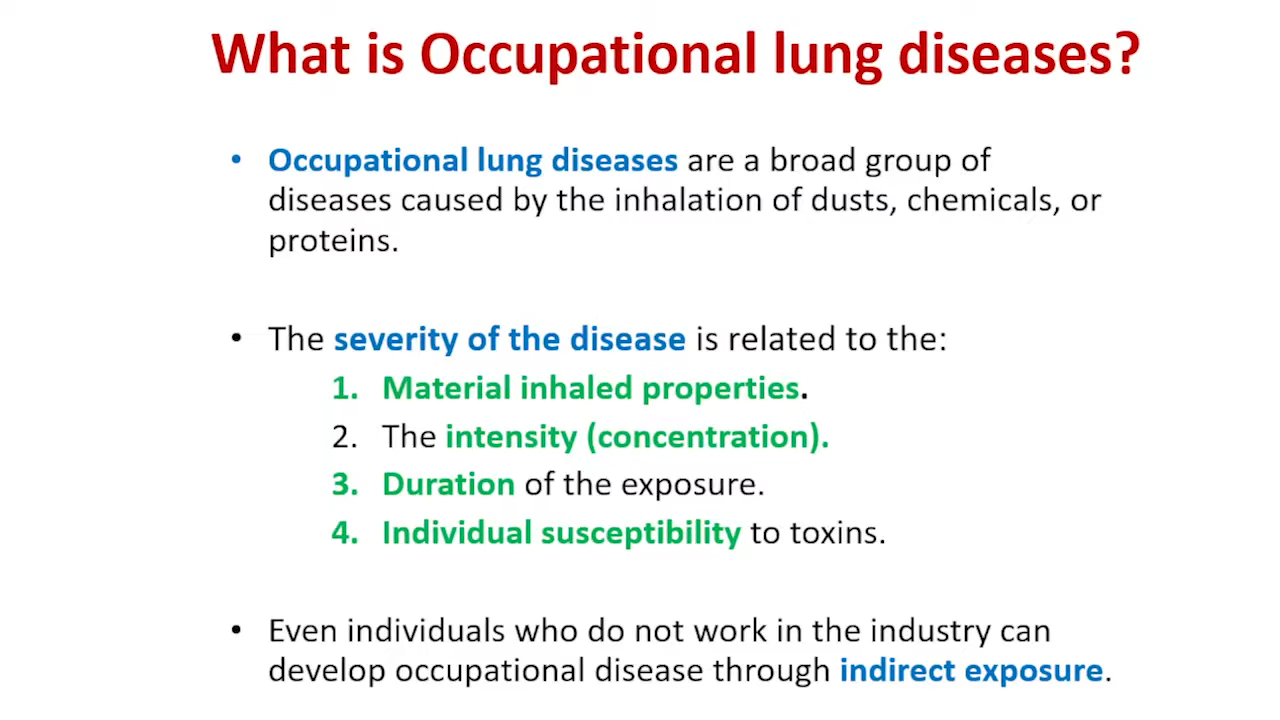 What is Occupational lung diseases?
• Occupational lung diseases are a broad group of
diseases caused by the inhalation of dusts, chemicals, or
proteins.
• The severity of the disease is related to the:
1. Material inhaled properties.
2. The intensity (concentration).
3. Duration of the exposure.
4. Individual susceptibility to toxins.
• Even individuals who do not work in the industry can
develop occupational disease through indirect exposure.